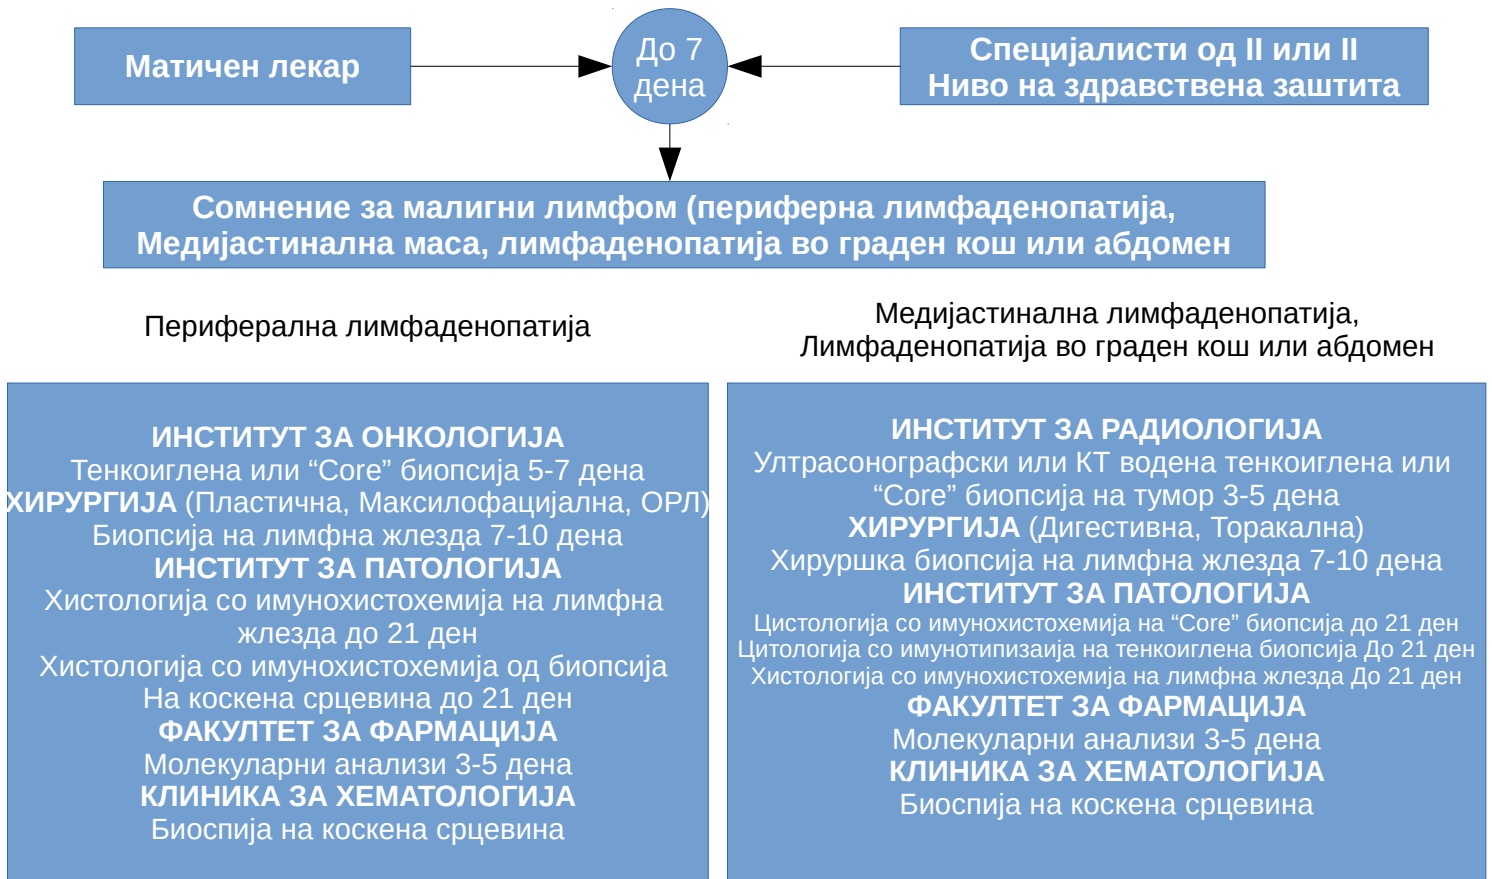 Матичен лекар
До 7
дена
Специјалисти од II или II
Ниво на здравствена заштита
Сомнение за малигни лимфом (периферна лимфаденопатија,
Медијастинална маса, лимфаденопатија во граден кош или абдомен
Периферална лимфаденопатија
Медијастинална лимфаденопатија,
Лимфаденопатија во граден кош или абдомен
ИНСТИТУТ ЗА ОНКОЛОГИЈА
Тенкоиглена или “Core” биопсија 5-7 дена
ХИРУРГИЈА (Пластична, Максилофацијална, ОРЛ)
Биопсија на лимфна жлезда 7-10 дена
ИНСТИТУТ ЗА ПАТОЛОГИЈА
Хистологија со имунохистохемија на лимфна
жлезда до 21 ден
Хистологија со имунохистохемија од биопсија
На коскена срцевина до 21 ден
ФАКУЛТЕТ ЗА ФАРМАЦИЈА
Молекуларни анализи 3-5 дена
КЛИНИКА ЗА ХЕМАТОЛОГИЈА
Биоспија на коскена срцевина
ИНСТИТУТ ЗА РАДИОЛОГИЈА
Ултрасонографски или КТ водена тенкоиглена или
“Core” биопсија на тумор 3-5 дена
ХИРУРГИЈА (Дигестивна, Торакална)
Хируршка биопсија на лимфна жлезда 7-10 дена
ИНСТИТУТ ЗА ПАТОЛОГИЈА
Цистологија со имунохистохемија на “Core” биопсија до 21 ден
Цитологија со имунотипизаија на тенкоиглена биопсија До 21 ден
Хистологија со имунохистохемија на лимфна жлезда До 21 ден
ФАКУЛТЕТ ЗА ФАРМАЦИЈА
Молекуларни анализи 3-5 дена
КЛИНИКА ЗА ХЕМАТОЛОГИЈА
Биоспија на коскена срцевина